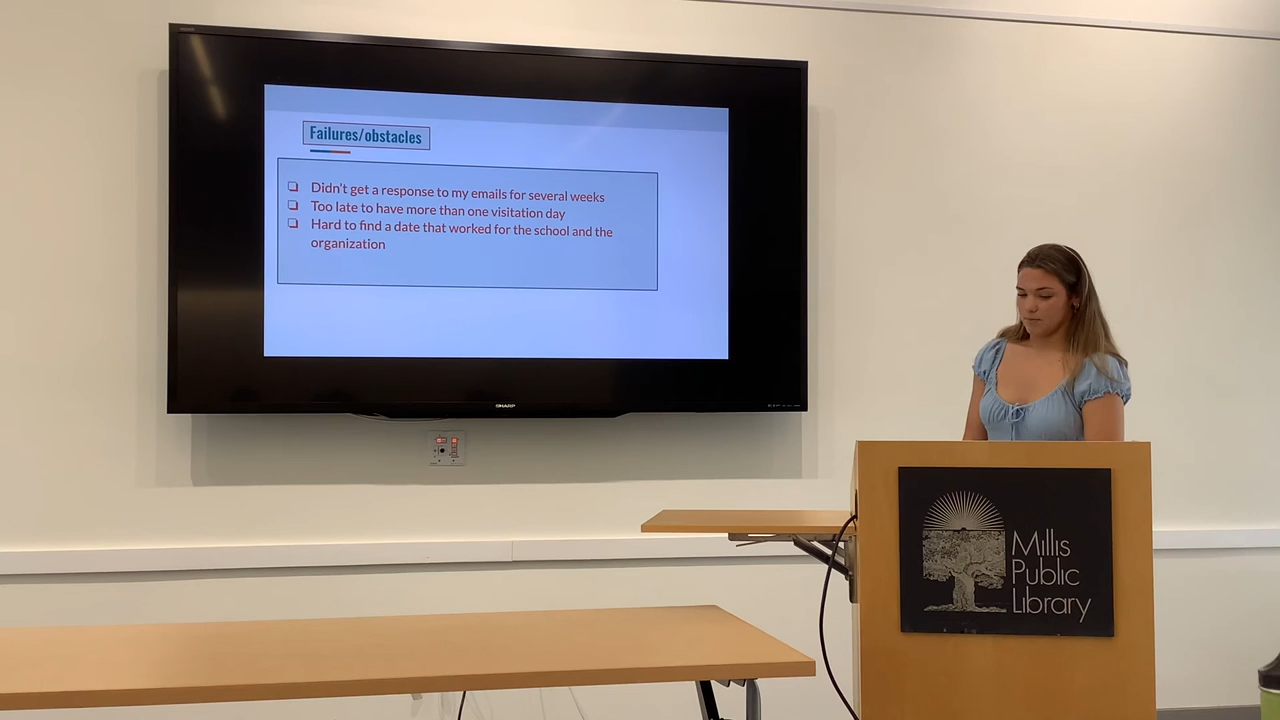 Failures/obstacles
Didn't get a response to my emails for several weeks
Too late to have more than one visitation day
Hard to find a date that worked for the school and the
organization
SHARP
Millis
Public
Library